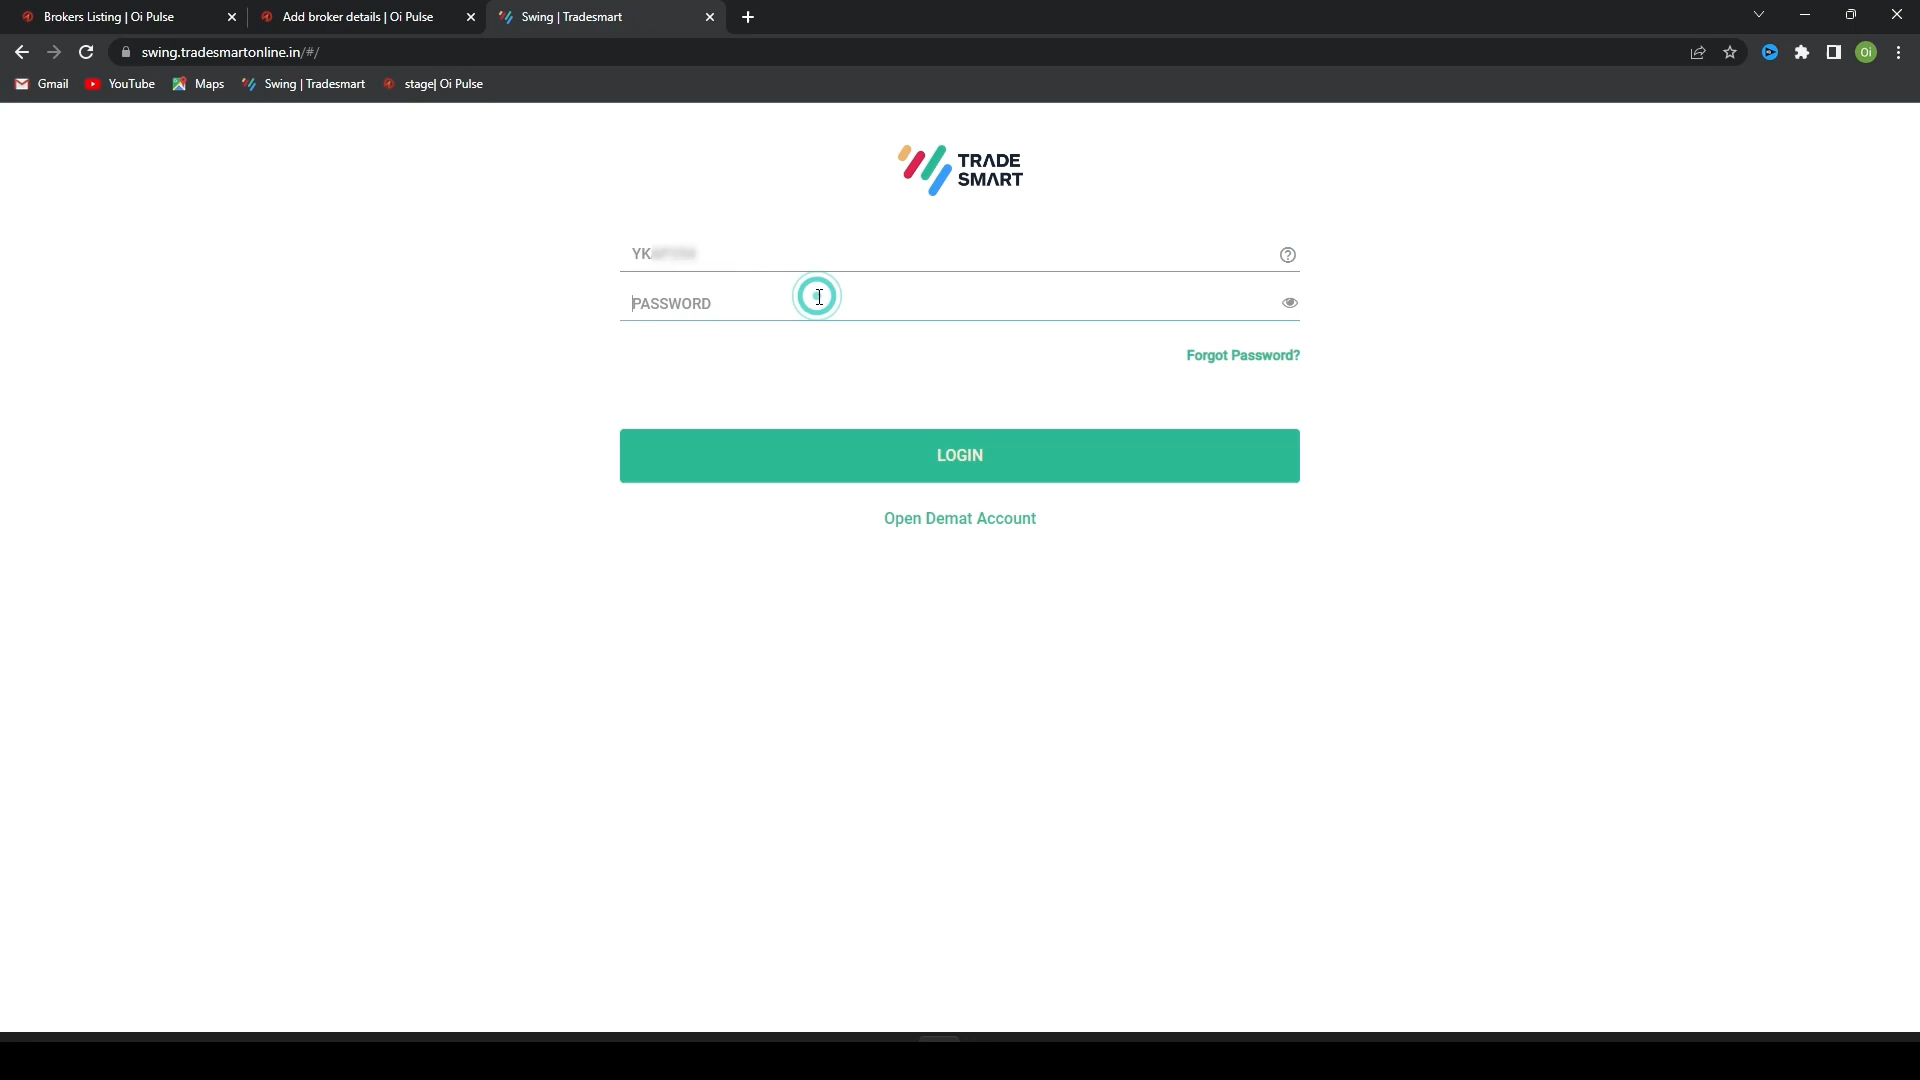 Brokers Listing | Oi Pulse
Add broker details | Oi Pulse
Swing | Tradesmart
swing.tradesmartonline.in/#/
Oi
Gmail
YouTube
Maps
Swing | Tradesmart
stage| Oi Pulse
TRADE
SMART
YK
PASSWORD
Forgot Password?
LOGIN
Open Demat Account